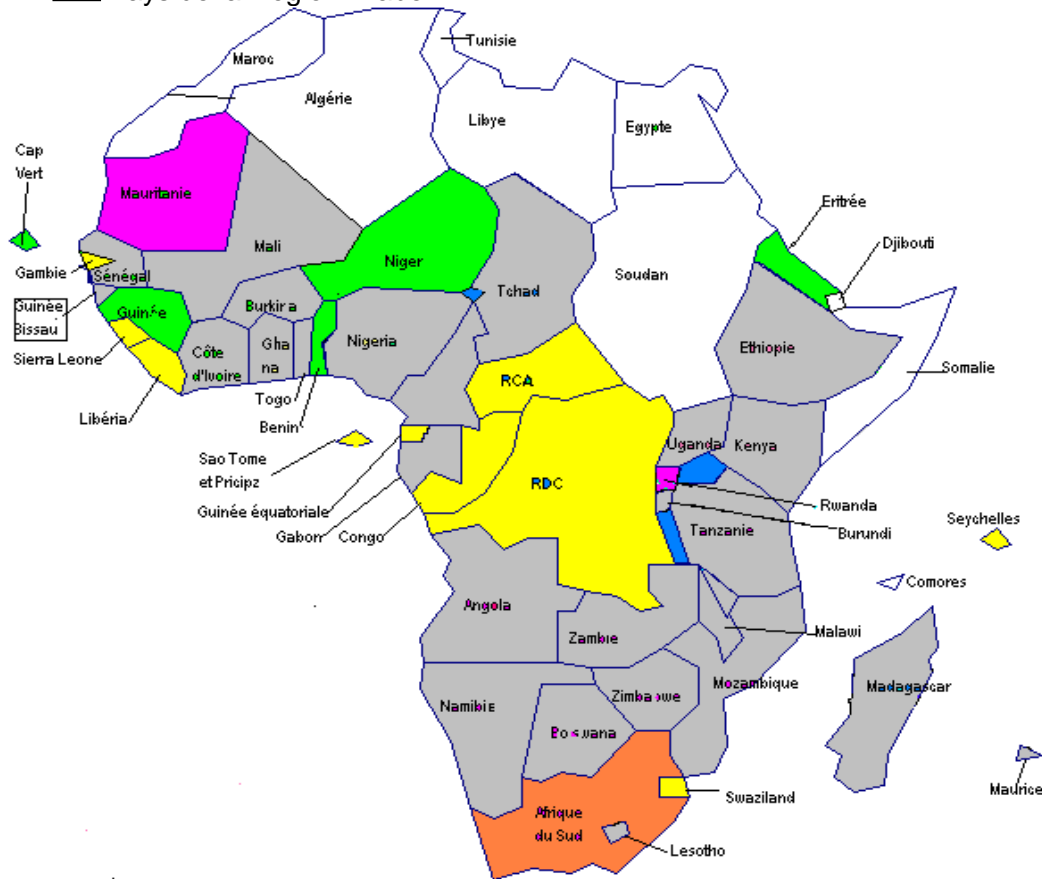 Tunisie
Maroc
Algérie
Libye
Egypte
Cap
Vert
Mauritanie
Eritrée
Mali
Niger
Djibouti
Gambie
Sénégal
Tchad
Soudan
Guinée
Bissau
Burkina
Nigeria
Ethiopie
Sierra Leone
Côte
d'Ivoire
Gha
na
RCA
Somalie
Libéria
Togo
Benin
Uganda
Kenya
Sao Tome
et Pricipz
RDC
Rwanda
Guinée équatoriale
Gabon
Congo
Tanzanie
Burundi
Seychelles
Comores
Angola
Zambie
Malawi
Madagascar
Namibie
Zimbabwe
Mozambique
Maurice
Swaziland
Afrique
du Sud
Lesotho